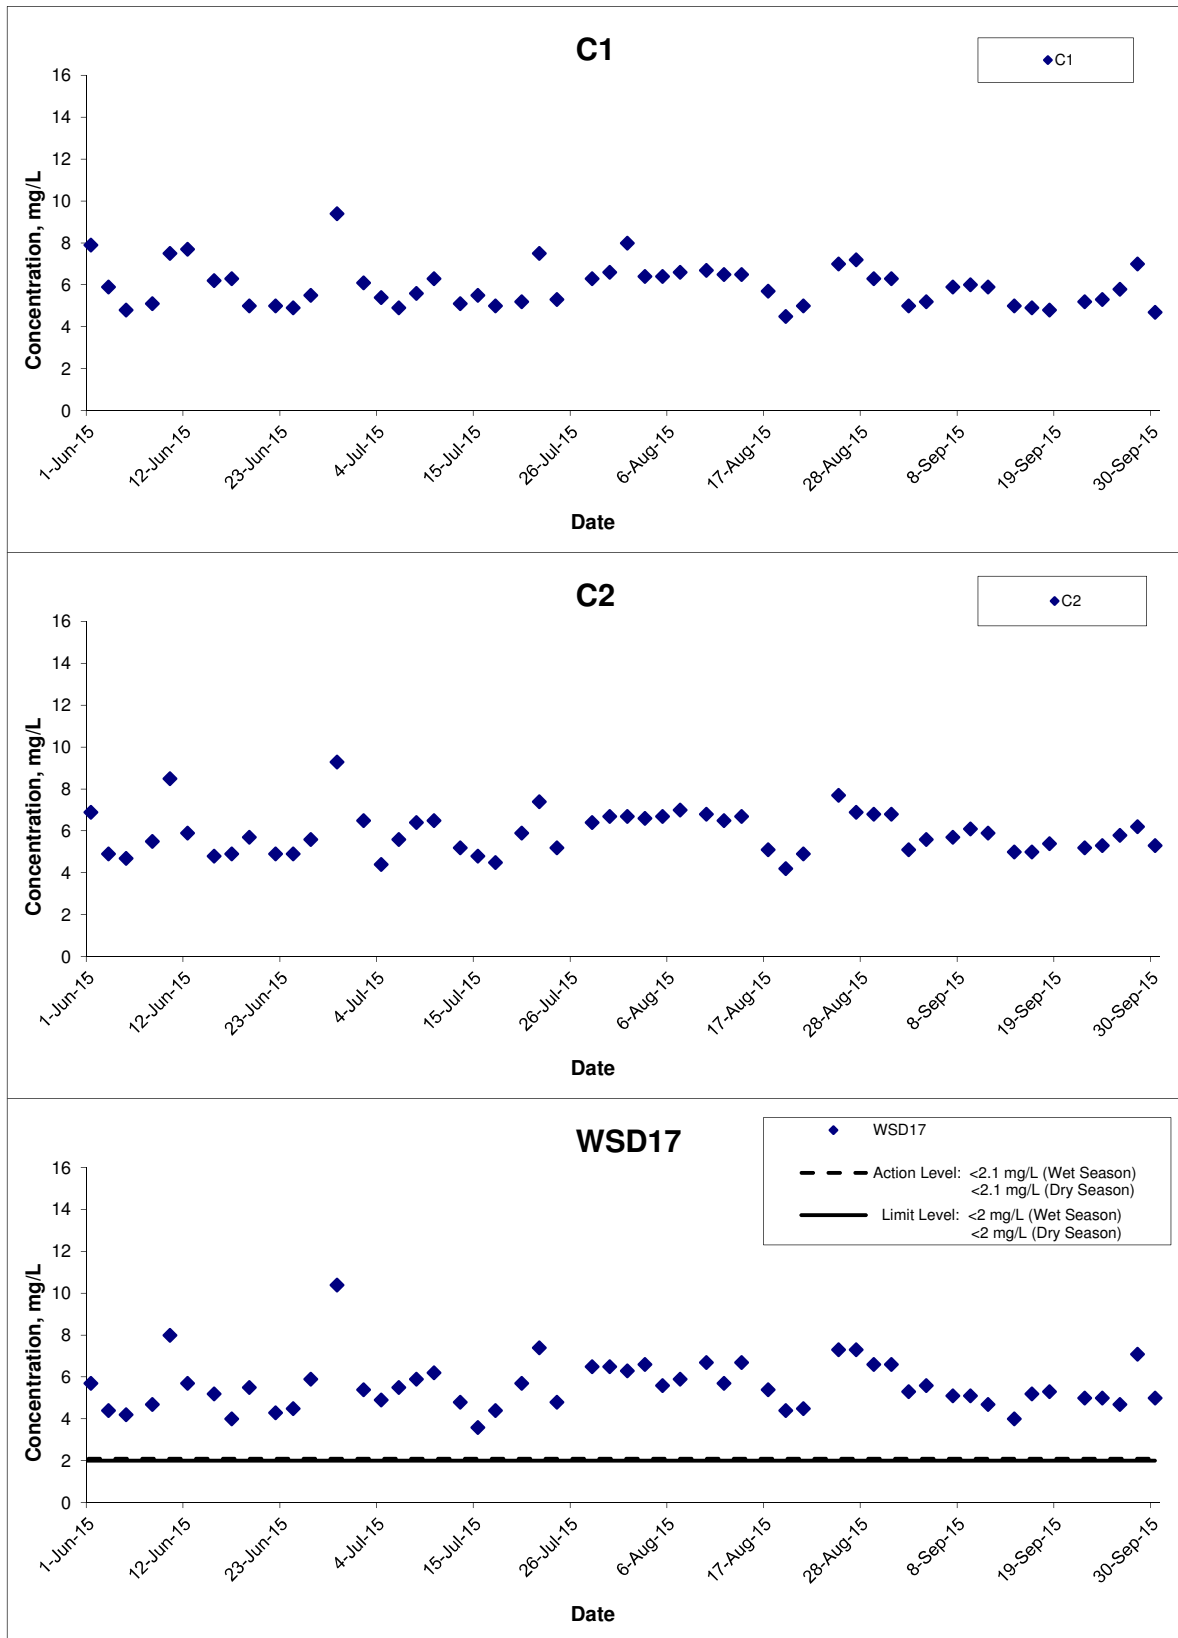 C1
C1
16
14
12
10
8
6
4
2
0
Concentration, mg/L
1-Jun-15
12-Jun-15
23-Jun-15
4-Jul-15
15-Jul-15
26-Jul-15
6-Aug-15
17-Aug-15
28-Aug-15
8-Sep-15
19-Sep-15
30-Sep-15
Date
C2
C2
16
14
12
10
8
6
4
2
0
Concentration, mg/L
1-Jun-15
12-Jun-15
23-Jun-15
4-Jul-15
15-Jul-15
26-Jul-15
6-Aug-15
17-Aug-15
28-Aug-15
8-Sep-15
19-Sep-15
30-Sep-15
Date
WSD17
WSD17
Action Level: <2.1 mg/L (Wet Season)
<2.1 mg/L (Dry Season)
Limit Level: <2 mg/L (Wet Season)
<2 mg/L (Dry Season)
16
14
12
10
8
6
4
2
0
Concentration, mg/L
1-Jun-15
12-Jun-15
23-Jun-15
4-Jul-15
15-Jul-15
26-Jul-15
6-Aug-15
17-Aug-15
28-Aug-15
8-Sep-15
19-Sep-15
30-Sep-15
Date